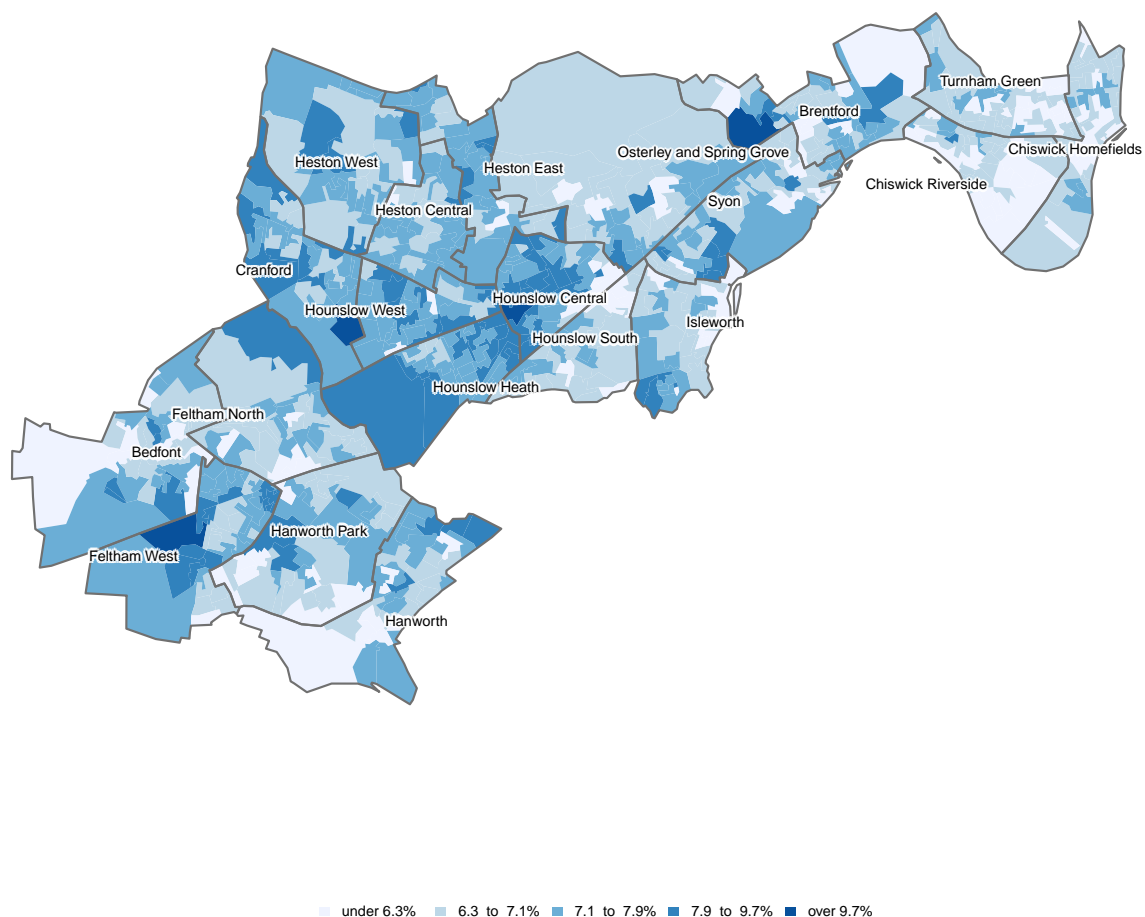 Turnham Green
Brentford
Chiswick Homefields
Osterley and Spring Grove
Heston West
Heston East
Chiswick Riverside
Syon
Heston Central
Cranford
Hounslow Central
Hounslow West
Isleworth
Hounslow South
Hounslow Heath
Feltham North
Bedfont
Hanworth Park
Feltham West
Hanworth
under 6.3% 6.3 to 7.1% 7.1 to 7.9% 7.9 to 9.7% over 9.7%